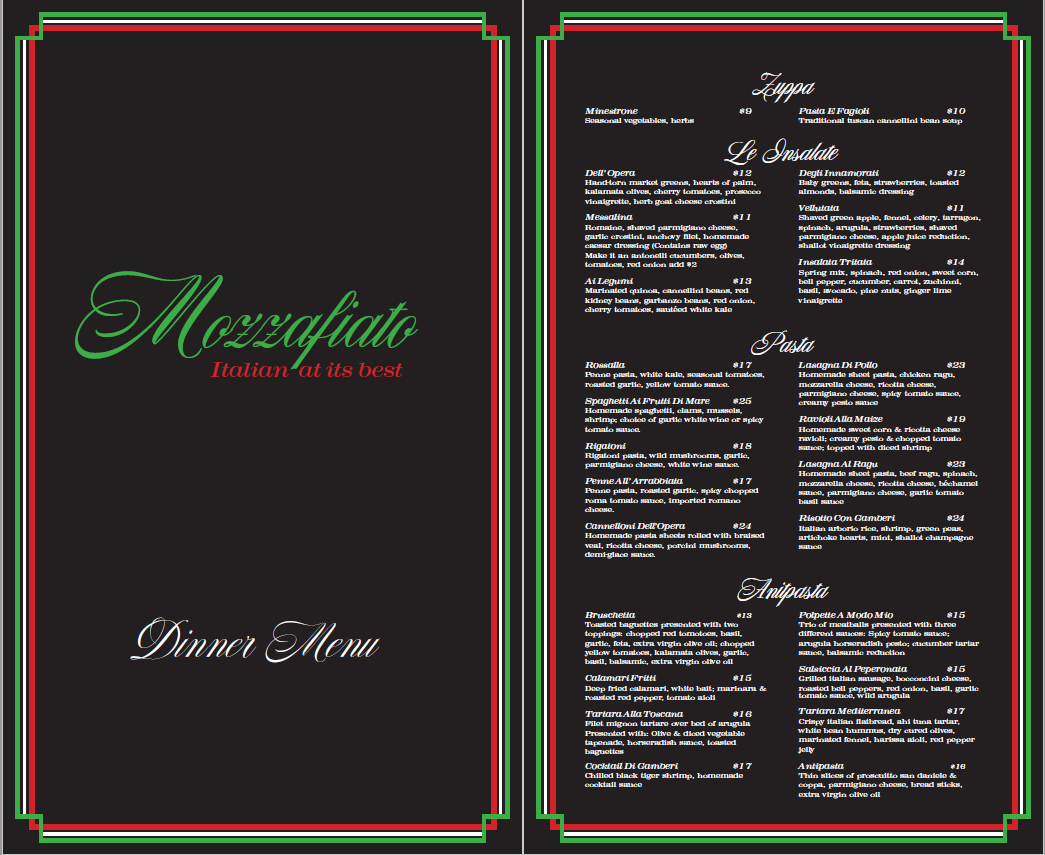 Mozzafiato
Italian at its best
Dinner Menu
Zuppa
Minestrone $9
Seasonal vegetables, herbs
Pasta E Fagioli $10
Traditional tuscan cannellini bean soup
Le Insalate
Dell' Opera $12
Hand-torn market greens, hearts of palm,
kalamata olives, cherry tomatoes, prosecco
vinaigrette, herb goat cheese crostini
Messalina $11
Romaine, shaved parmigiano cheese,
garlic crostini, anchovy filet, homemade
caesar dressing (Contains raw egg)
Make it an antonelli cucumbers, olives,
tomatoes, red onion add $2
Ai Legumi $13
Marinated quinoa, cannellini beans, red
kidney beans, garbanzo beans, red onion,
cherry tomatoes, sautéed white kale
Degli Innamorati $12
Baby greens, feta, strawberries, toasted
almonds, balsamic dressing
Vellutata $11
Shaved green apple, fennel, celery, tarragon,
spinach, arugula, strawberries, shaved
parmigiano cheese, apple juice reduction,
shallot vinaigrette dressing
Insalata Tritata $14
Spring mix, spinach, red onion, sweet corn,
bell pepper, cucumber, carrot, zuchinni,
basil, avocado, pine nuts, ginger lime
vinaigrette
Pasta
Rosalla $17
Penne pasta, white kale, seasonal tomatoes,
roasted garlic, yellow tomato sauce.
Spaghetti Ai Frutti Di Mare $25
Homemade spaghetti, clams, mussels,
shrimp; choice of garlic white wine or spicy
tomato sauce.
Rigatoni $18
Rigatoni pasta, wild mushrooms, garlic,
parmigiano cheese, white wine sauce.
Penne All' Arrabbiata $17
Penne pasta, roasted garlic, spicy chopped
roma tomato sauce, imported romano
cheese.
Cannelloni Dell'Opera $24
Homemade pasta sheets rolled with braised
veal, ricotta cheese, porcini mushrooms,
demi-glace sauce.
Lasagna Di Pollo $23
Homemade sheet pasta, chicken ragu,
mozzarella cheese, ricotta cheese,
parmigiano cheese, spicy tomato sauce,
creamy pesto sauce
Ravioli Alla Maize $19
Homemade sweet corn & ricotta cheese
ravioli; creamy pesto & chopped tomato
sauce; topped with diced shrimp
Lasagna Al Ragu $23
Homemade sheet pasta, beef ragu, spinach,
mozzarella cheese, ricotta cheese, béchamel
sauce, parmigiano cheese, garlic tomato
basil sauce
Risotto Con Gamberi $24
Italian arborio rice, shrimp, green peas,
artichoke hearts, mint, shallot champagne
sauce
Anitpasta
Bruschetta $13
Toasted baguettes presented with two
toppings: chopped red tomotoes, basil,
garlic, feta, extra virgin olive oil; chopped
yellow tomatoes, kalamata olives, garlic,
basil, balsamic, extra virgin olive oil
Calamari Fritti $15
Deep fried calamari, white bait; marinara &
roasted red pepper, tomato aioli
Tartara Alla Toscana $16
Filet mignon tartare over bed of arugula
Presented with: Olive & diced vegetable
tapenade, horseradish sauce, toasted
baguettes
Cocktail Di Gamberi $17
Chilled black tiger shrimp, homemade
cocktail sauce
Polpette A Modo Mio $15
Trio of meatballs presented with three
different sauces: Spicy tomato sauce;
arugula horseradish pesto; cucumber tartar
sauce, balsamic reduction
Salsiccia Al Peperonata $15
Grilled italian sausage, bocconcini cheese,
roasted bell peppers, red onion, basil, garlic
tomato sauce, wild arugula
Tartara Mediterranea $17
Crispy italian flatbread, ahi tuna tartar,
white bean hummus, dry cured olives,
marinated fennel, harissa aioli, red pepper
jelly
Antipasta $16
Thin slices of proscuitto san daniele &
coppa, parmigiano cheese, bread sticks,
extra virgin olive oil